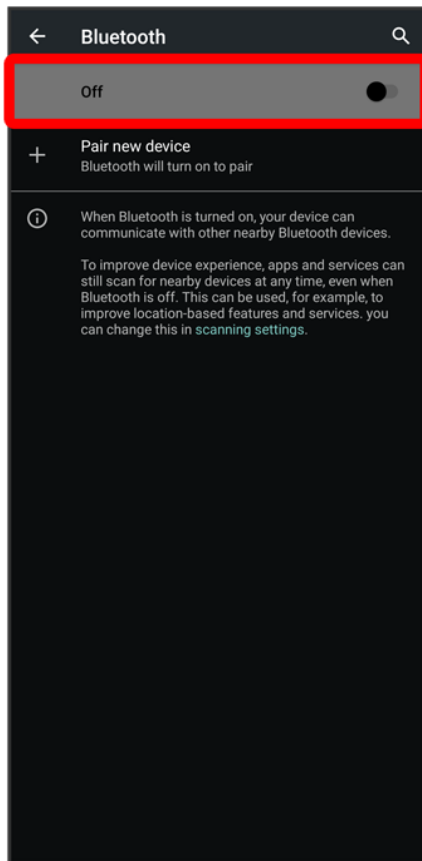 Bluetooth
Off
Pair new device
Bluetooth will turn on to pair
When Bluetooth is turned on, your device can
communicate with other nearby Bluetooth devices.
To improve device experience, apps and services can
still scan for nearby devices at any time, even when
Bluetooth is off. This can be used, for example, to
improve location-based features and services. you
can change this in scanning settings.